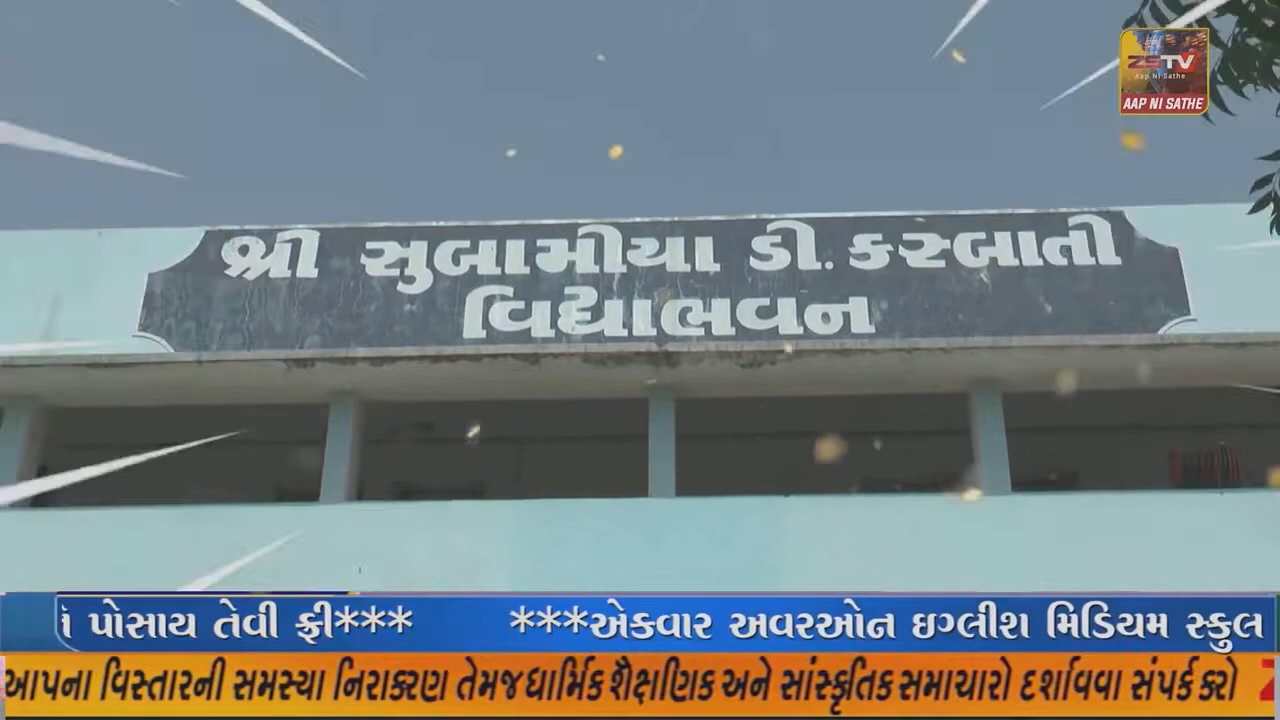 ZSTV
Aap Ni Sathe
AAP NI SATHE
શ્રી સુબામીયા ડી. કરબાતી
વિદ્યાભવન
પોસાય તેવી ફ્રી*** ***એકવાર અવરઓન ઇગ્લીશ મિડિયમ સ્કુલ
આપના વિસ્તારની સમસ્યા નિરાકરણ તેમજ ધાર્મિક શૈક્ષણિક અને સાંસ્કૃતિક સમાચારો દર્શાવવા સંપર્ક કરો